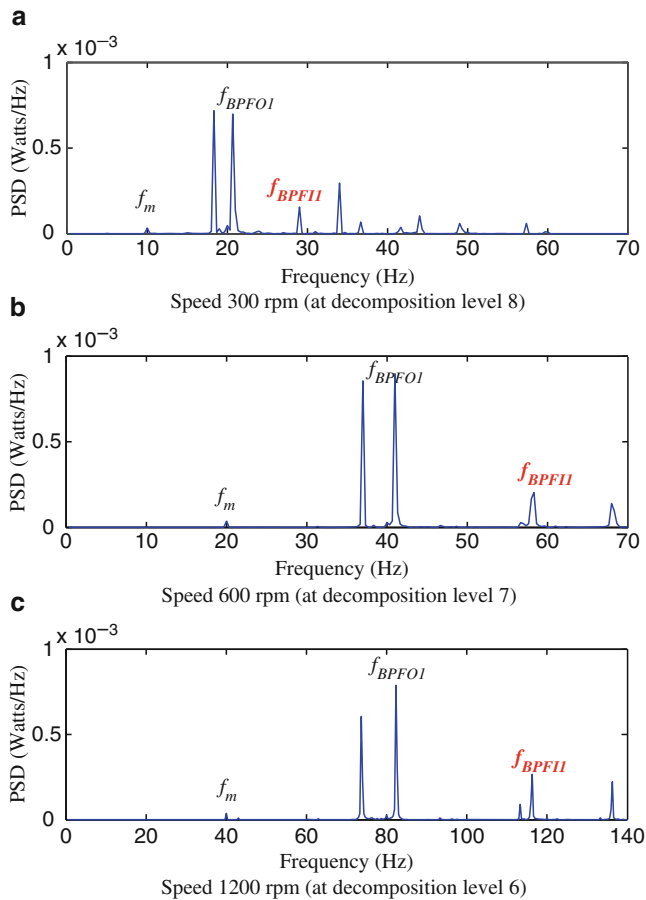 a
1 x 10⁻³
0.5
0
PSD (Watts/Hz)
f_BPFO1
f_m
f_BPFI1
0 10 20 30 40 50 60 70
Frequency (Hz)
Speed 300 rpm (at decomposition level 8)
b
1 x 10⁻³
0.5
0
PSD (Watts/Hz)
f_BPFO1
f_m
f_BPFI1
0 10 20 30 40 50 60 70
Frequency (Hz)
Speed 600 rpm (at decomposition level 7)
c
1 x 10⁻³
0.5
0
PSD (Watts/Hz)
f_BPFO1
f_m
f_BPFI1
0 20 40 60 80 100 120 140
Frequency (Hz)
Speed 1200 rpm (at decomposition level 6)